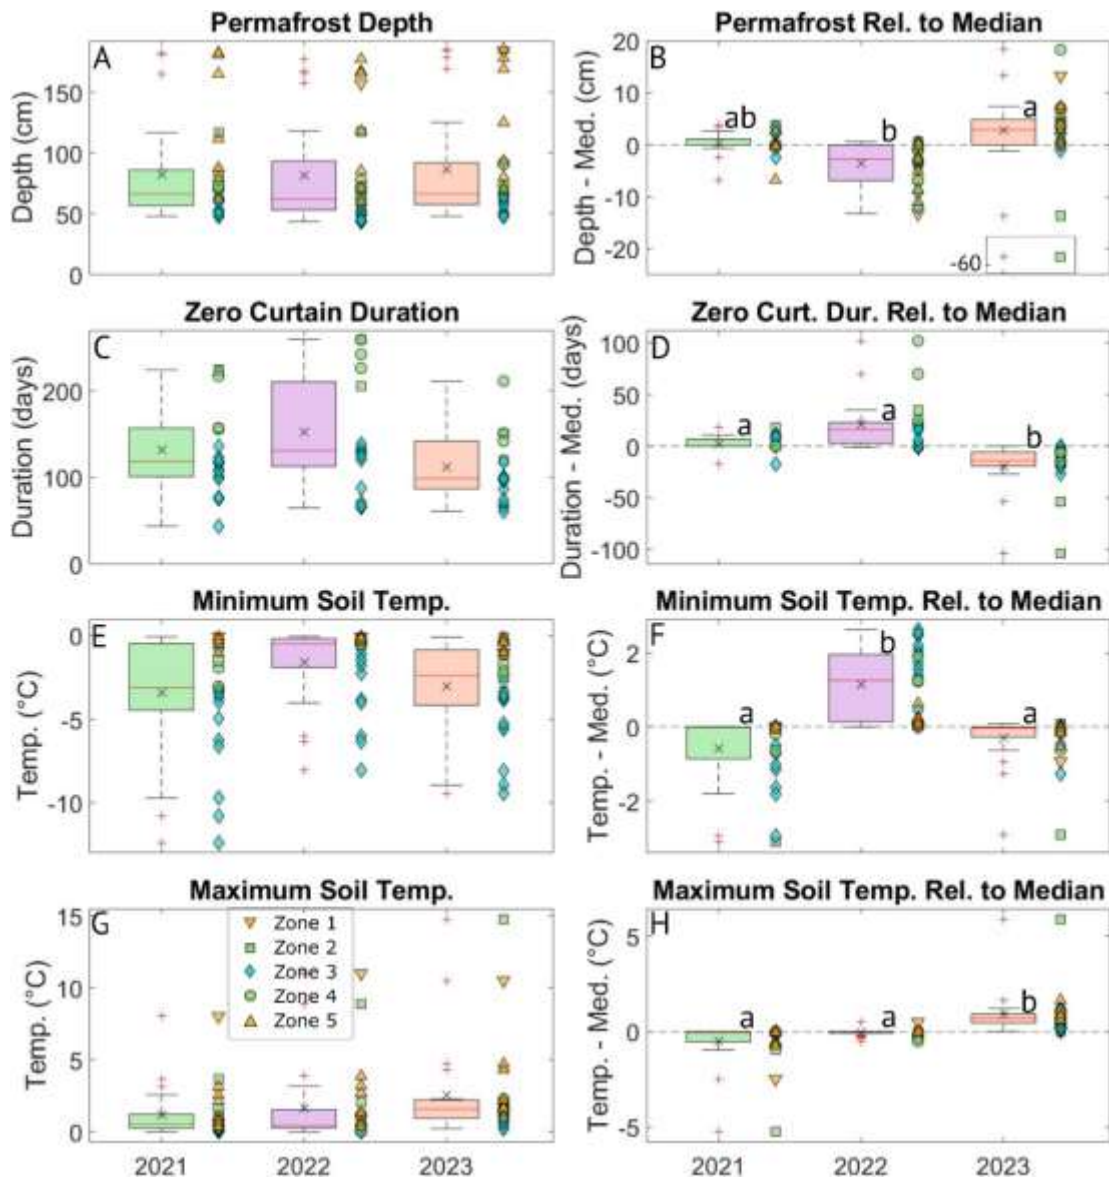 Permafrost Depth
A
150
100
50
0
Depth (cm)
Permafrost Rel. to Median
B
20
10
0
-10
-20
Depth - Med. (cm)
ab
b
a
-60
Zero Curtain Duration
C
200
100
0
Duration (days)
Zero Curt. Dur. Rel. to Median
D
100
50
0
-50
-100
Duration - Med. (days)
a
a
b
Minimum Soil Temp.
E
0
-5
-10
Temp. (°C)
Minimum Soil Temp. Rel. to Median
F
2
0
-2
Temp. - Med. (°C)
a
b
a
Maximum Soil Temp.
G
15
10
5
0
Temp. (°C)
Zone 1
Zone 2
Zone 3
Zone 4
Zone 5
2021
2022
2023
Maximum Soil Temp. Rel. to Median
H
5
0
-5
Temp. - Med. (°C)
a
a
b
2021
2022
2023